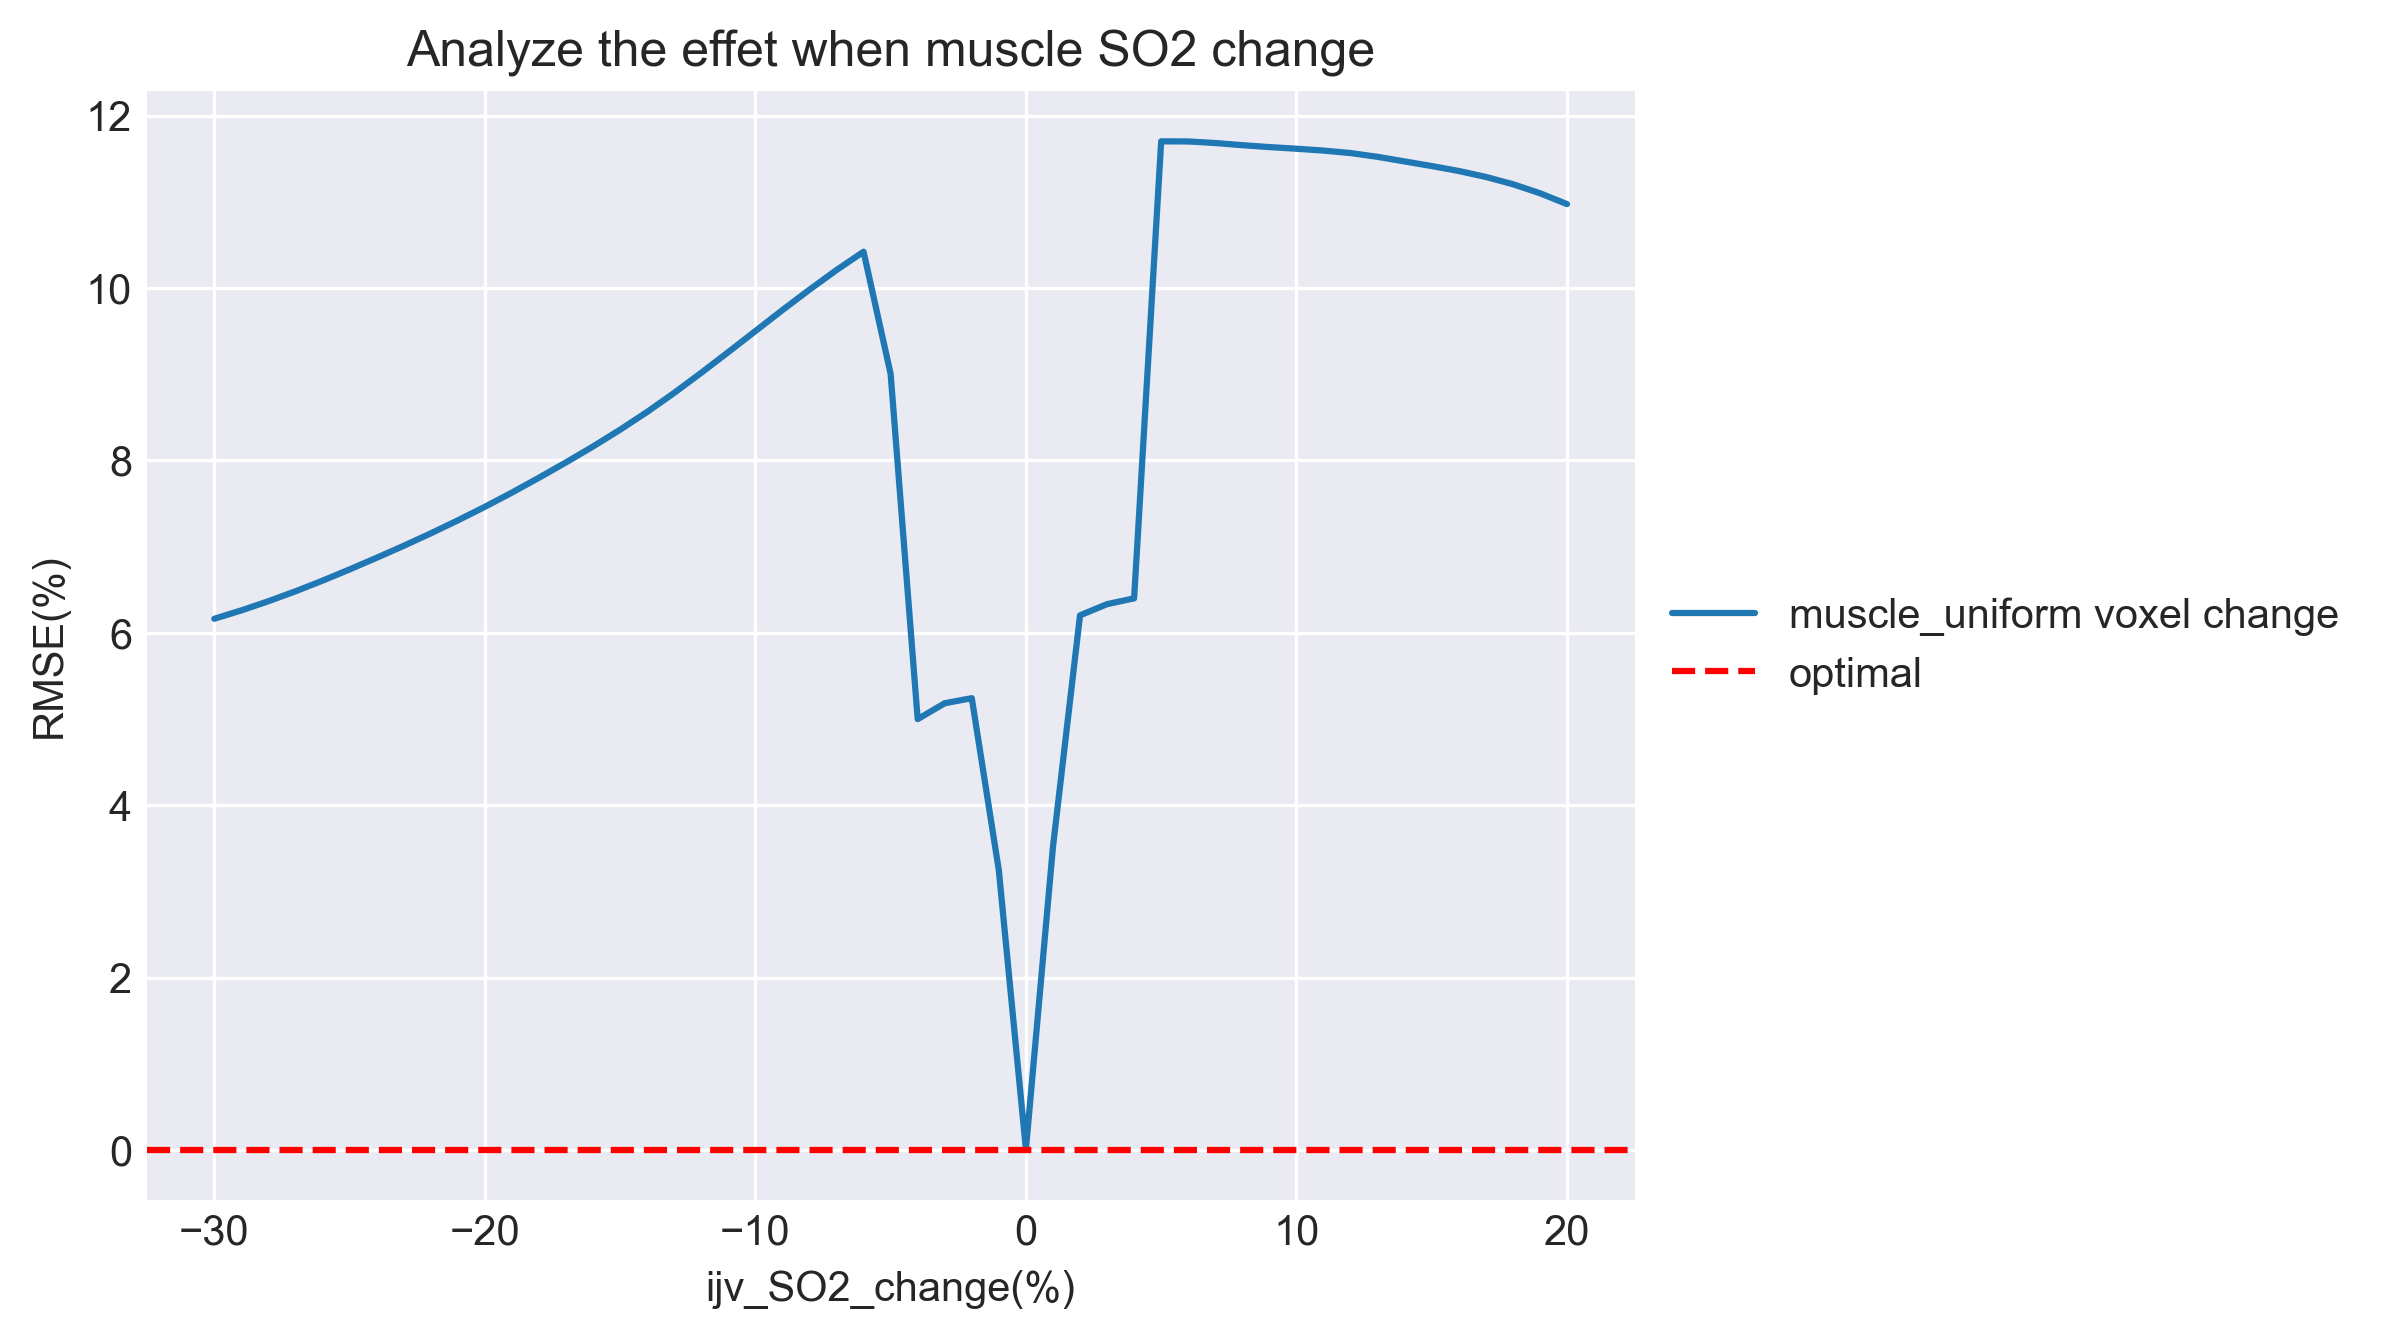 Analyze the effet when muscle SO2 change
12
10
8
6
4
2
0
RMSE(%)
−30 −20 −10 0 10 20
ijv_SO2_change(%)
muscle_uniform voxel change
optimal